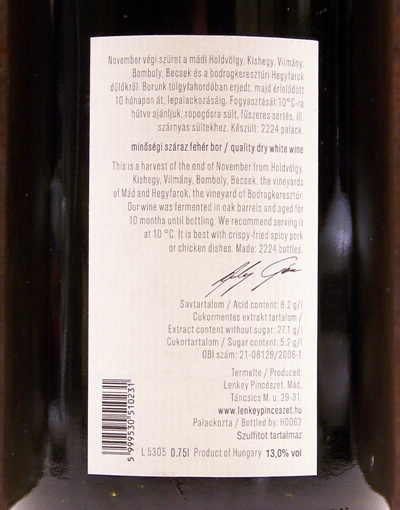 November végi szüret a mádi Holdvölgy, Kishegy, Vilmány,
Bomboly, Becsek és a bodrogkeresztúri Hegyfarok
dűlőkről. Borunk tölgyfahordóban erjedt, majd érlelődött
10 hónapon át, lepalackozásáig. Fogyasztását 10°C-ra
hűtve ajánljuk, ropogósra sült, fűszeres sertés, ill.
szárnyas sültekhez. Készült: 2224 palack.
minőségi száraz fehér bor / quality dry white wine
This is a harvest of the end of November from Holdvölgy,
Kishegy, Vilmány, Bomboly, Becsek, the vineyards
of Mád and Hegyfarok, the vineyard of Bodrogkeresztúr.
Our wine was fermented in oak barrels and aged for
10 months until bottling. We recommend serving it
at 10 °C. It is best with crispy-fried spicy pork
or chicken dishes. Made: 2224 bottles.
Savtartalom / Acid content: 8.2 g/l
Cukormentes extrakt tartalom /
Extract content without sugar: 27.1 g/l
Cukortartalom / Sugar content: 5.2 g/l
OBI szám: 21-08129/2006-1
Termelte / Produced:
Lenkey Pincészet. Mád,
Táncsics M. u. 29-31.
www.lenkeypinceszet.hu
Palackozta / Bottled by: H0062
Szulfitot tartalmaz
5 999530 510231
L 5305 0.75l Product of Hungary 13,0% vol